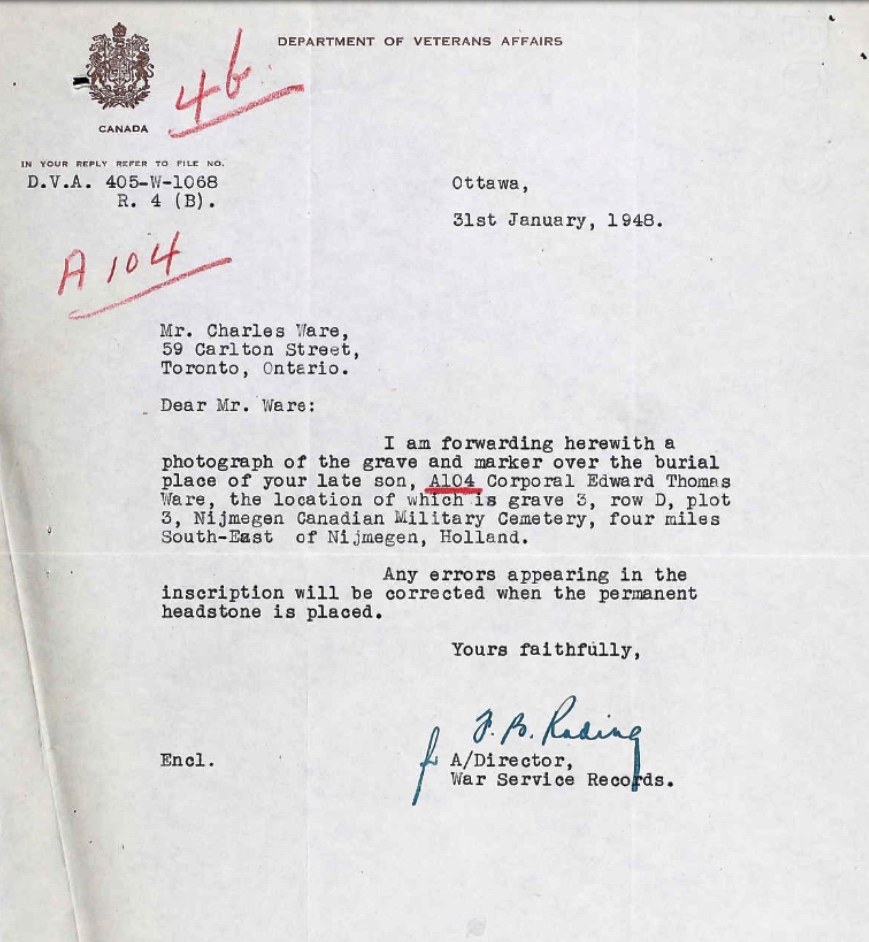 DEPARTMENT OF VETERANS AFFAIRS
46
CANADA
IN YOUR REPLY REFER TO FILE NO.
D.V.A. 405-W-1068
R. 4 (B).
Ottawa,
31st January, 1948.
A104
Mr. Charles Ware,
59 Carlton Street,
Toronto, Ontario.
Dear Mr. Ware:
I am forwarding herewith a
photograph of the grave and marker over the burial
place of your late son, A104 Corporal Edward Thomas
Ware, the location of which is grave 3, row D, plot
3, Nijmegen Canadian Military Cemetery, four miles
South-East of Nijmegen, Holland.
Any errors appearing in the
inscription will be corrected when the permanent
headstone is placed.
Yours faithfully,
F. B.
Encl.
A/Director,
War Service Records.